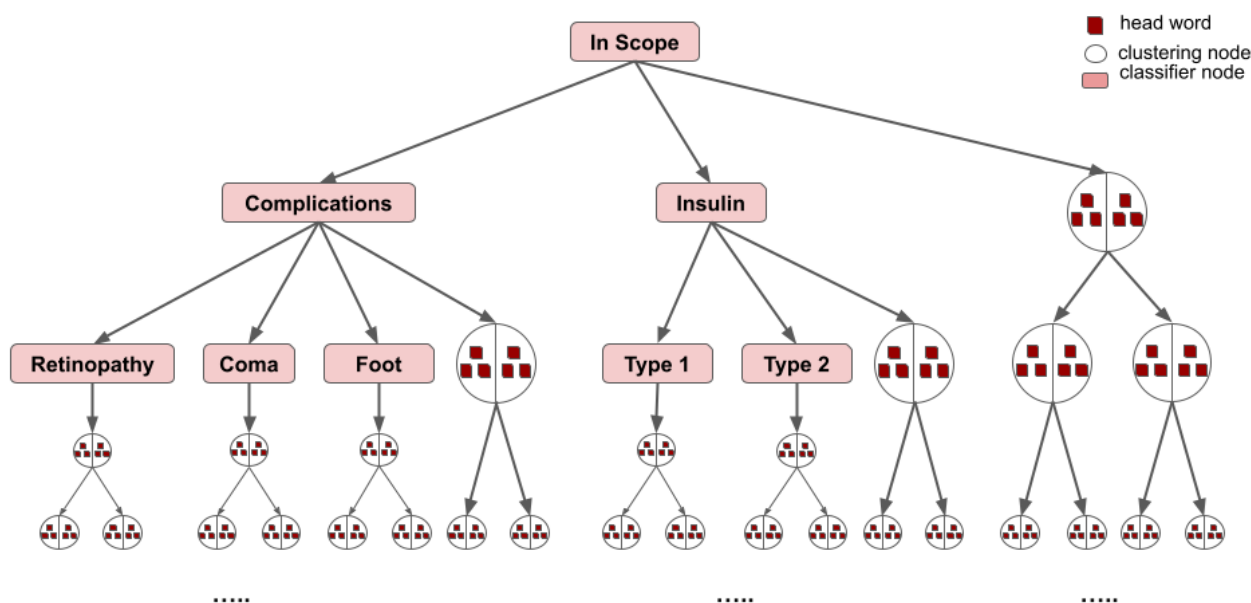 In Scope
head word
clustering node
classifier node
Complications
Insulin
Retinopathy
Coma
Foot
Type 1
Type 2
.....
.....
.....